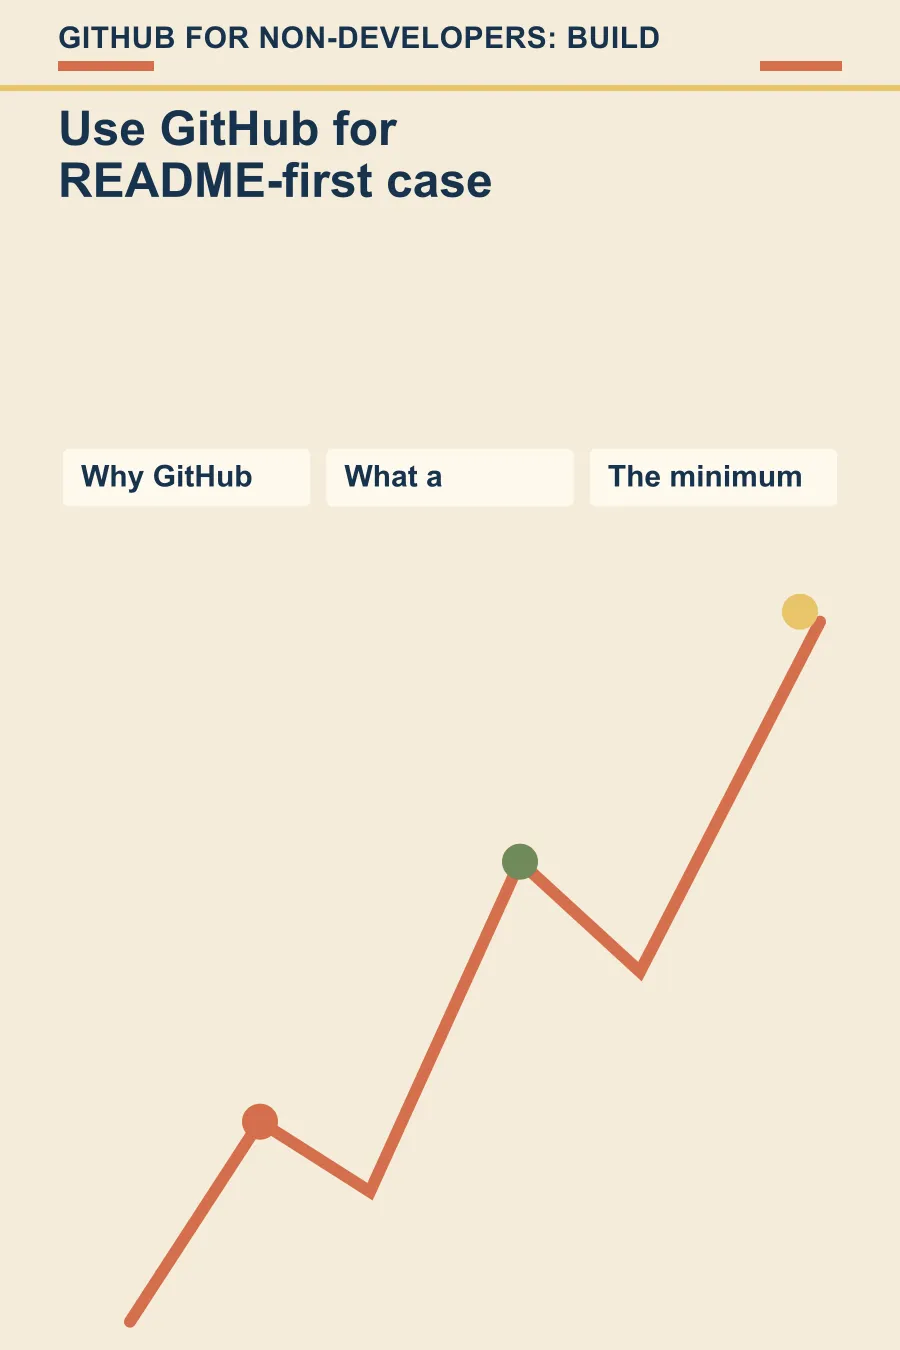 GITHUB FOR NON-DEVELOPERS: BUILD
Use GitHub for
README-first case
Why GitHub
What a
The minimum